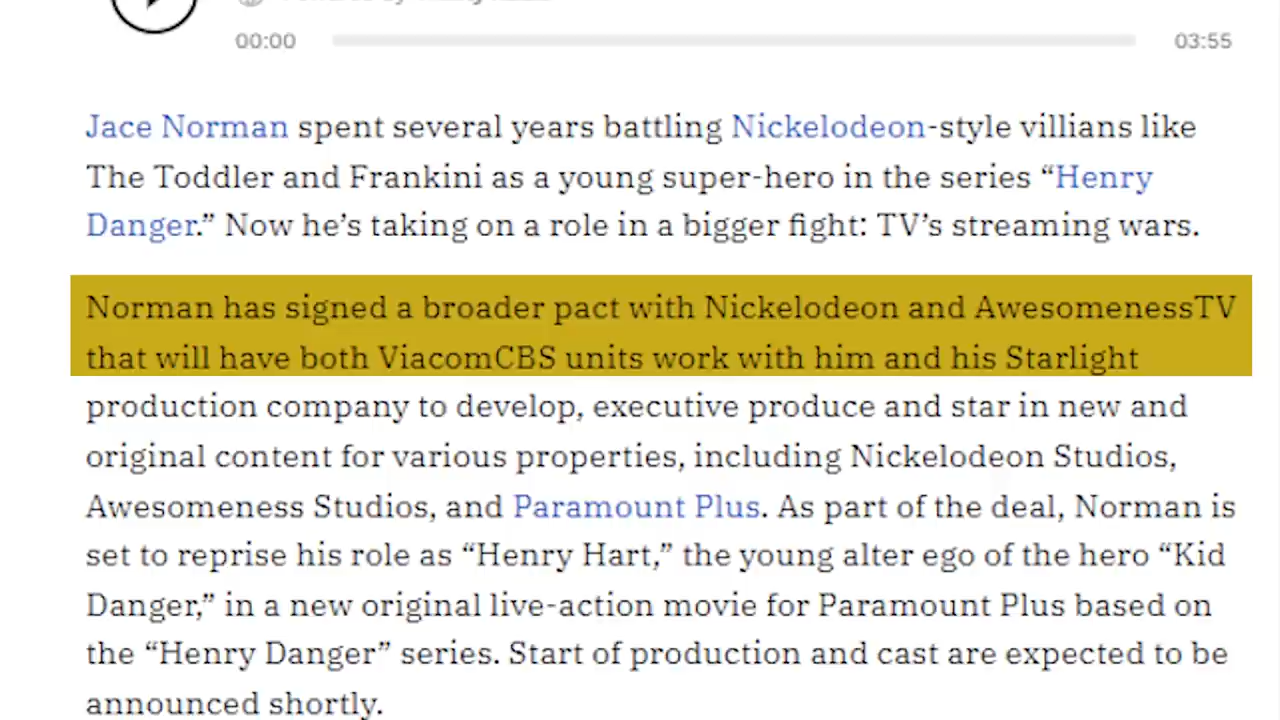 00:00
03:55
Jace Norman spent several years battling Nickelodeon-style villians like
The Toddler and Frankini as a young super-hero in the series “Henry
Danger.” Now he’s taking on a role in a bigger fight: TV’s streaming wars.
Norman has signed a broader pact with Nickelodeon and AwesomenessTV
that will have both ViacomCBS units work with him and his Starlight
production company to develop, executive produce and star in new and
original content for various properties, including Nickelodeon Studios,
Awesomeness Studios, and Paramount Plus. As part of the deal, Norman is
set to reprise his role as “Henry Hart,” the young alter ego of the hero “Kid
Danger,” in a new original live-action movie for Paramount Plus based on
the “Henry Danger” series. Start of production and cast are expected to be
announced shortly.